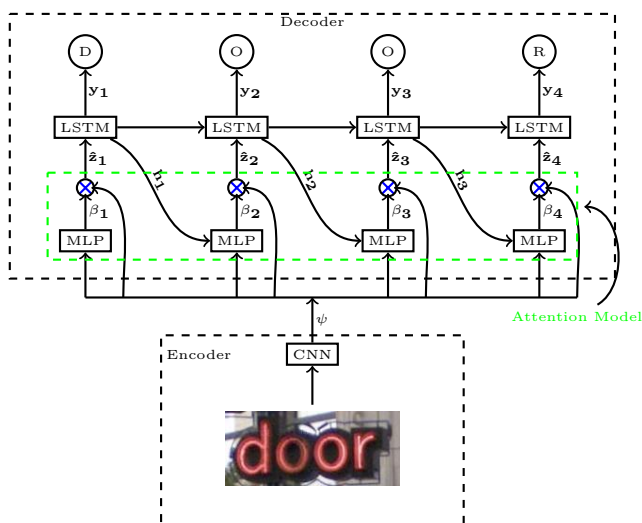 Decoder
D O O R
y₁ y₂ y₃ y₄
LSTM LSTM LSTM LSTM
ẑ₁ ẑ₂ ẑ₃ ẑ₄
h₁ h₂ h₃
β₁ β₂ β₃ β₄
MLP MLP MLP MLP
Attention Model
ψ
Encoder CNN
door